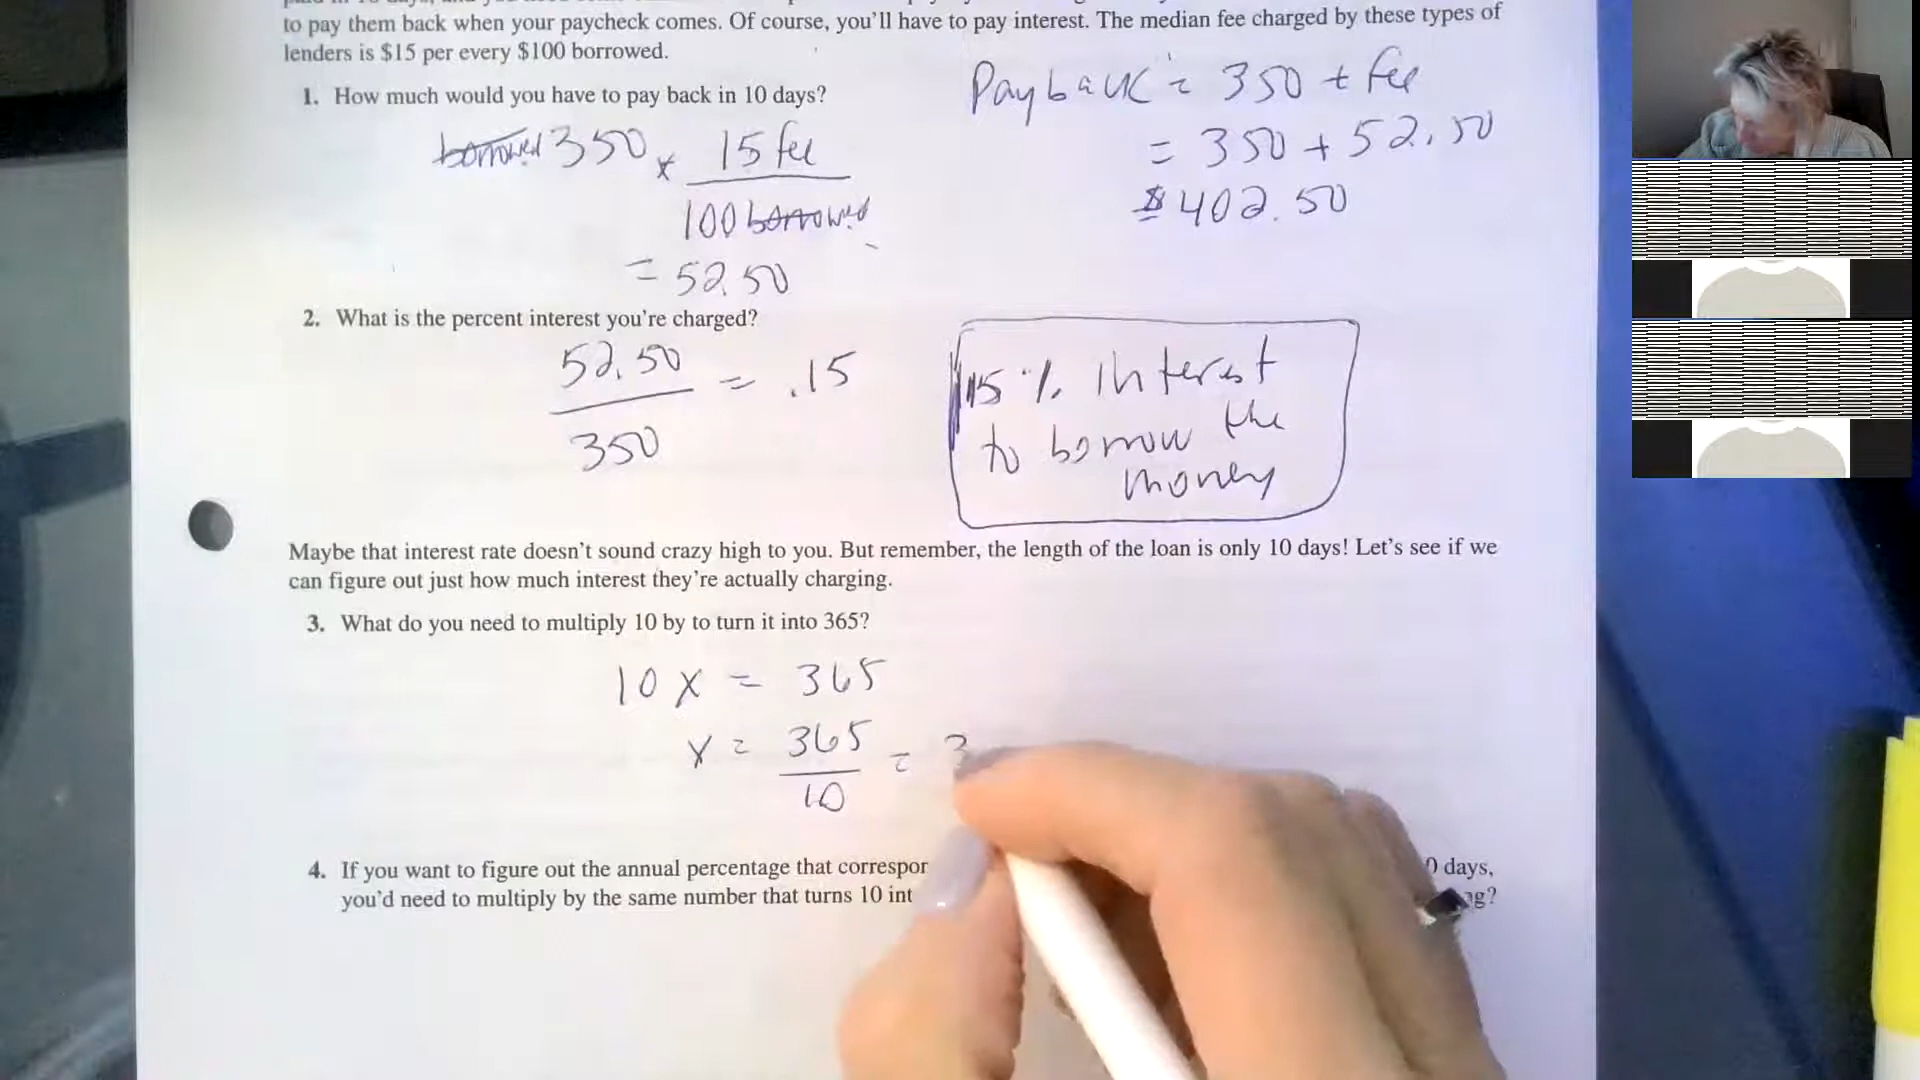 to pay them back when your paycheck comes. Of course, you'll have to pay interest. The median fee charged by these types of
lenders is $15 per every $100 borrowed.
1. How much would you have to pay back in 10 days?
borrowed 350 x 15 fee
100 borrowed
= 52.50
Payback = 350 + fee
= 350 + 52.50
$402.50
2. What is the percent interest you're charged?
52.50
350
= .15
15% interest
to borrow the
money
Maybe that interest rate doesn't sound crazy high to you. But remember, the length of the loan is only 10 days! Let's see if we
can figure out just how much interest they're actually charging.
3. What do you need to multiply 10 by to turn it into 365?
10x = 365
x = 365 = 3
10
4. If you want to figure out the annual percentage that days,
you'd need to multiply by the same number that turns 10